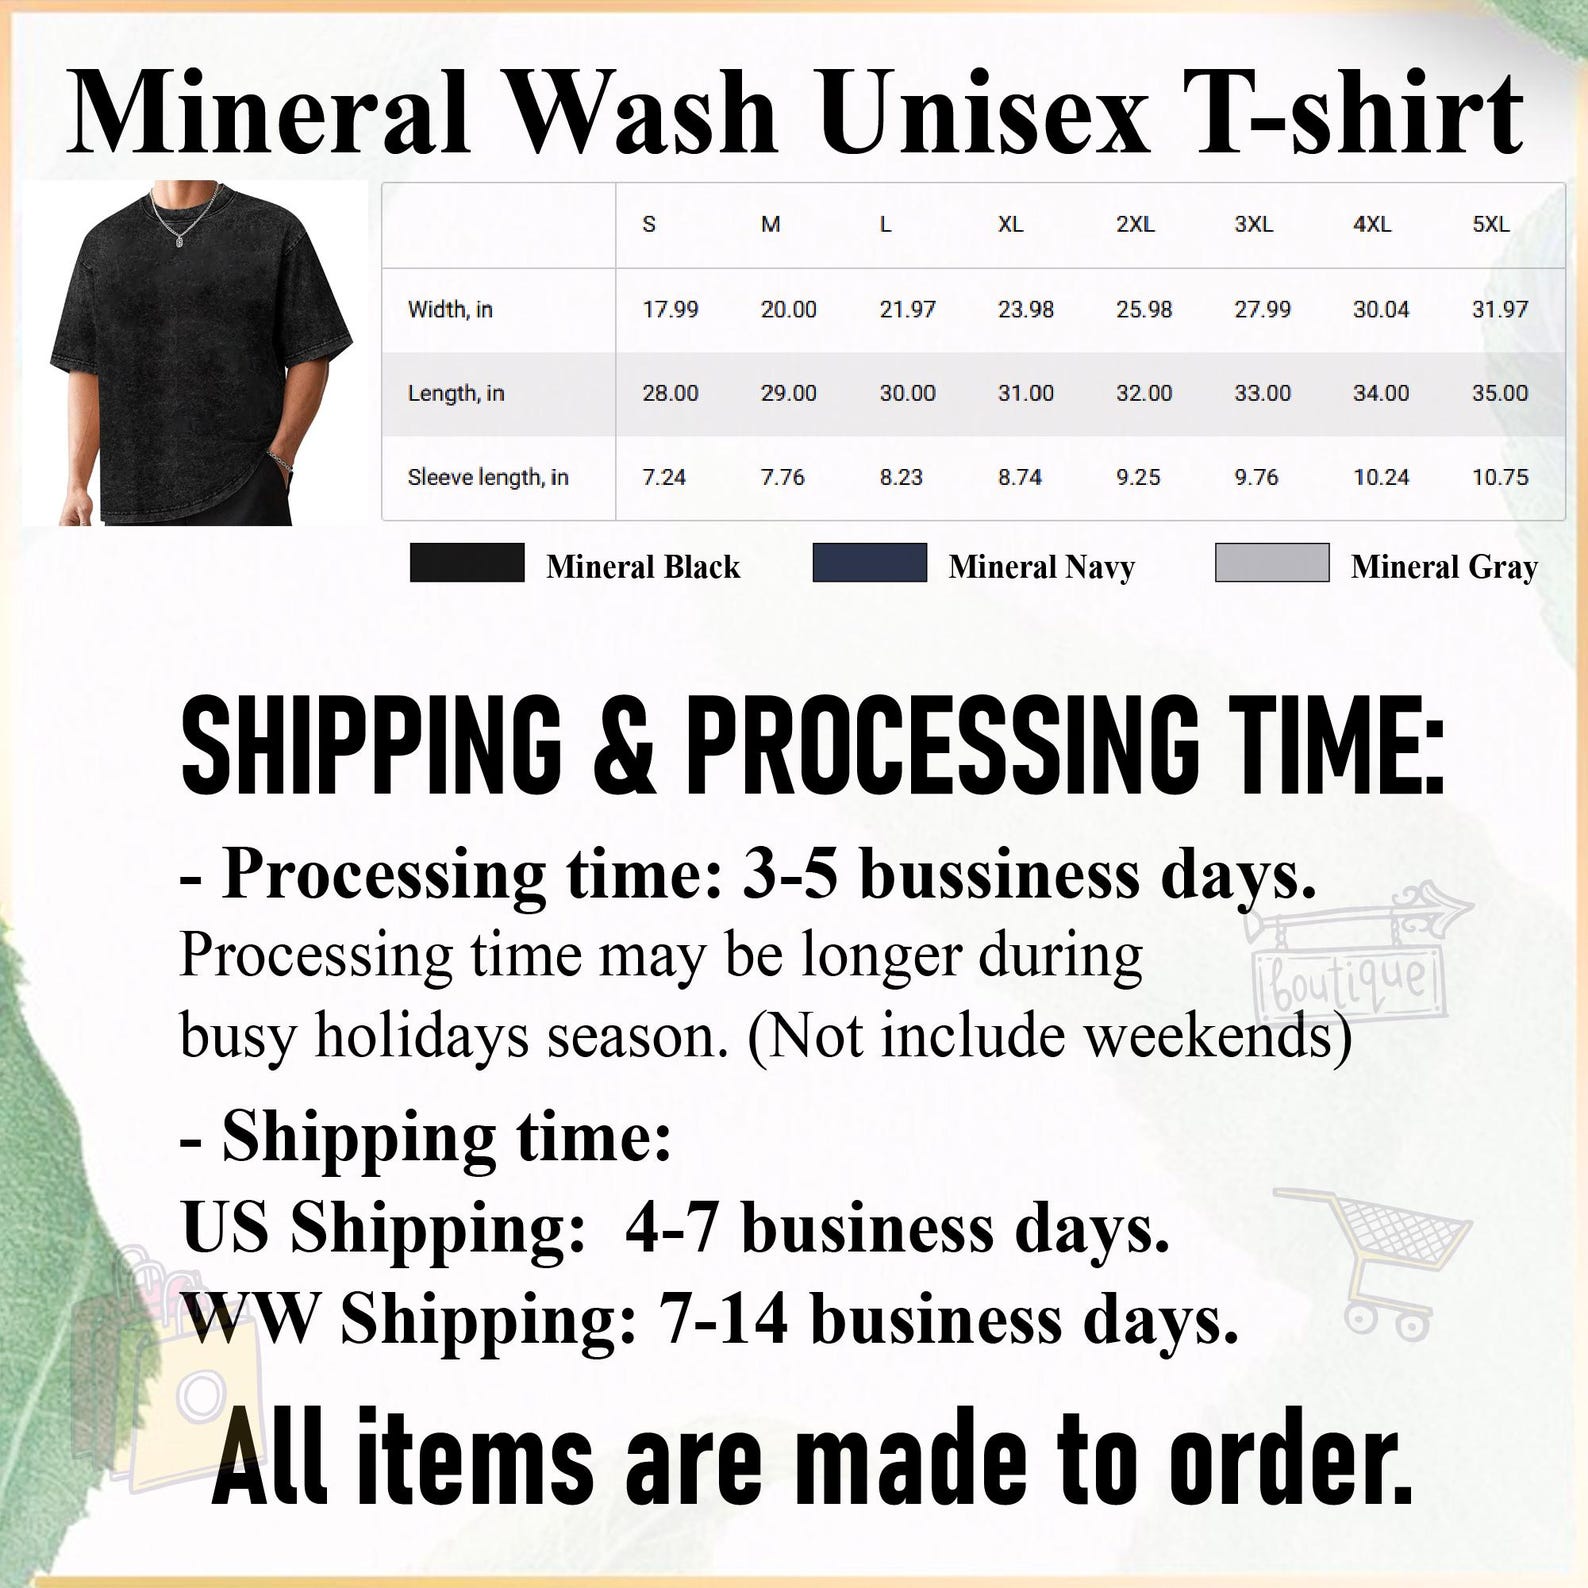 Mineral Wash Unisex T-shirt
S M L XL 2XL 3XL 4XL 5XL
Width, in 17.99 20.00 21.97 23.98 25.98 27.99 30.04 31.97
Length, in 28.00 29.00 30.00 31.00 32.00 33.00 34.00 35.00
Sleeve length, in 7.24 7.76 8.23 8.74 9.25 9.76 10.24 10.75
Mineral Black Mineral Navy Mineral Gray
SHIPPING & PROCESSING TIME:
- Processing time: 3-5 bussiness days.
Processing time may be longer during
boutique
busy holidays season. (Not include weekends)
- Shipping time:
US Shipping: 4-7 business days.
WW Shipping: 7-14 business days.
All items are made to order.